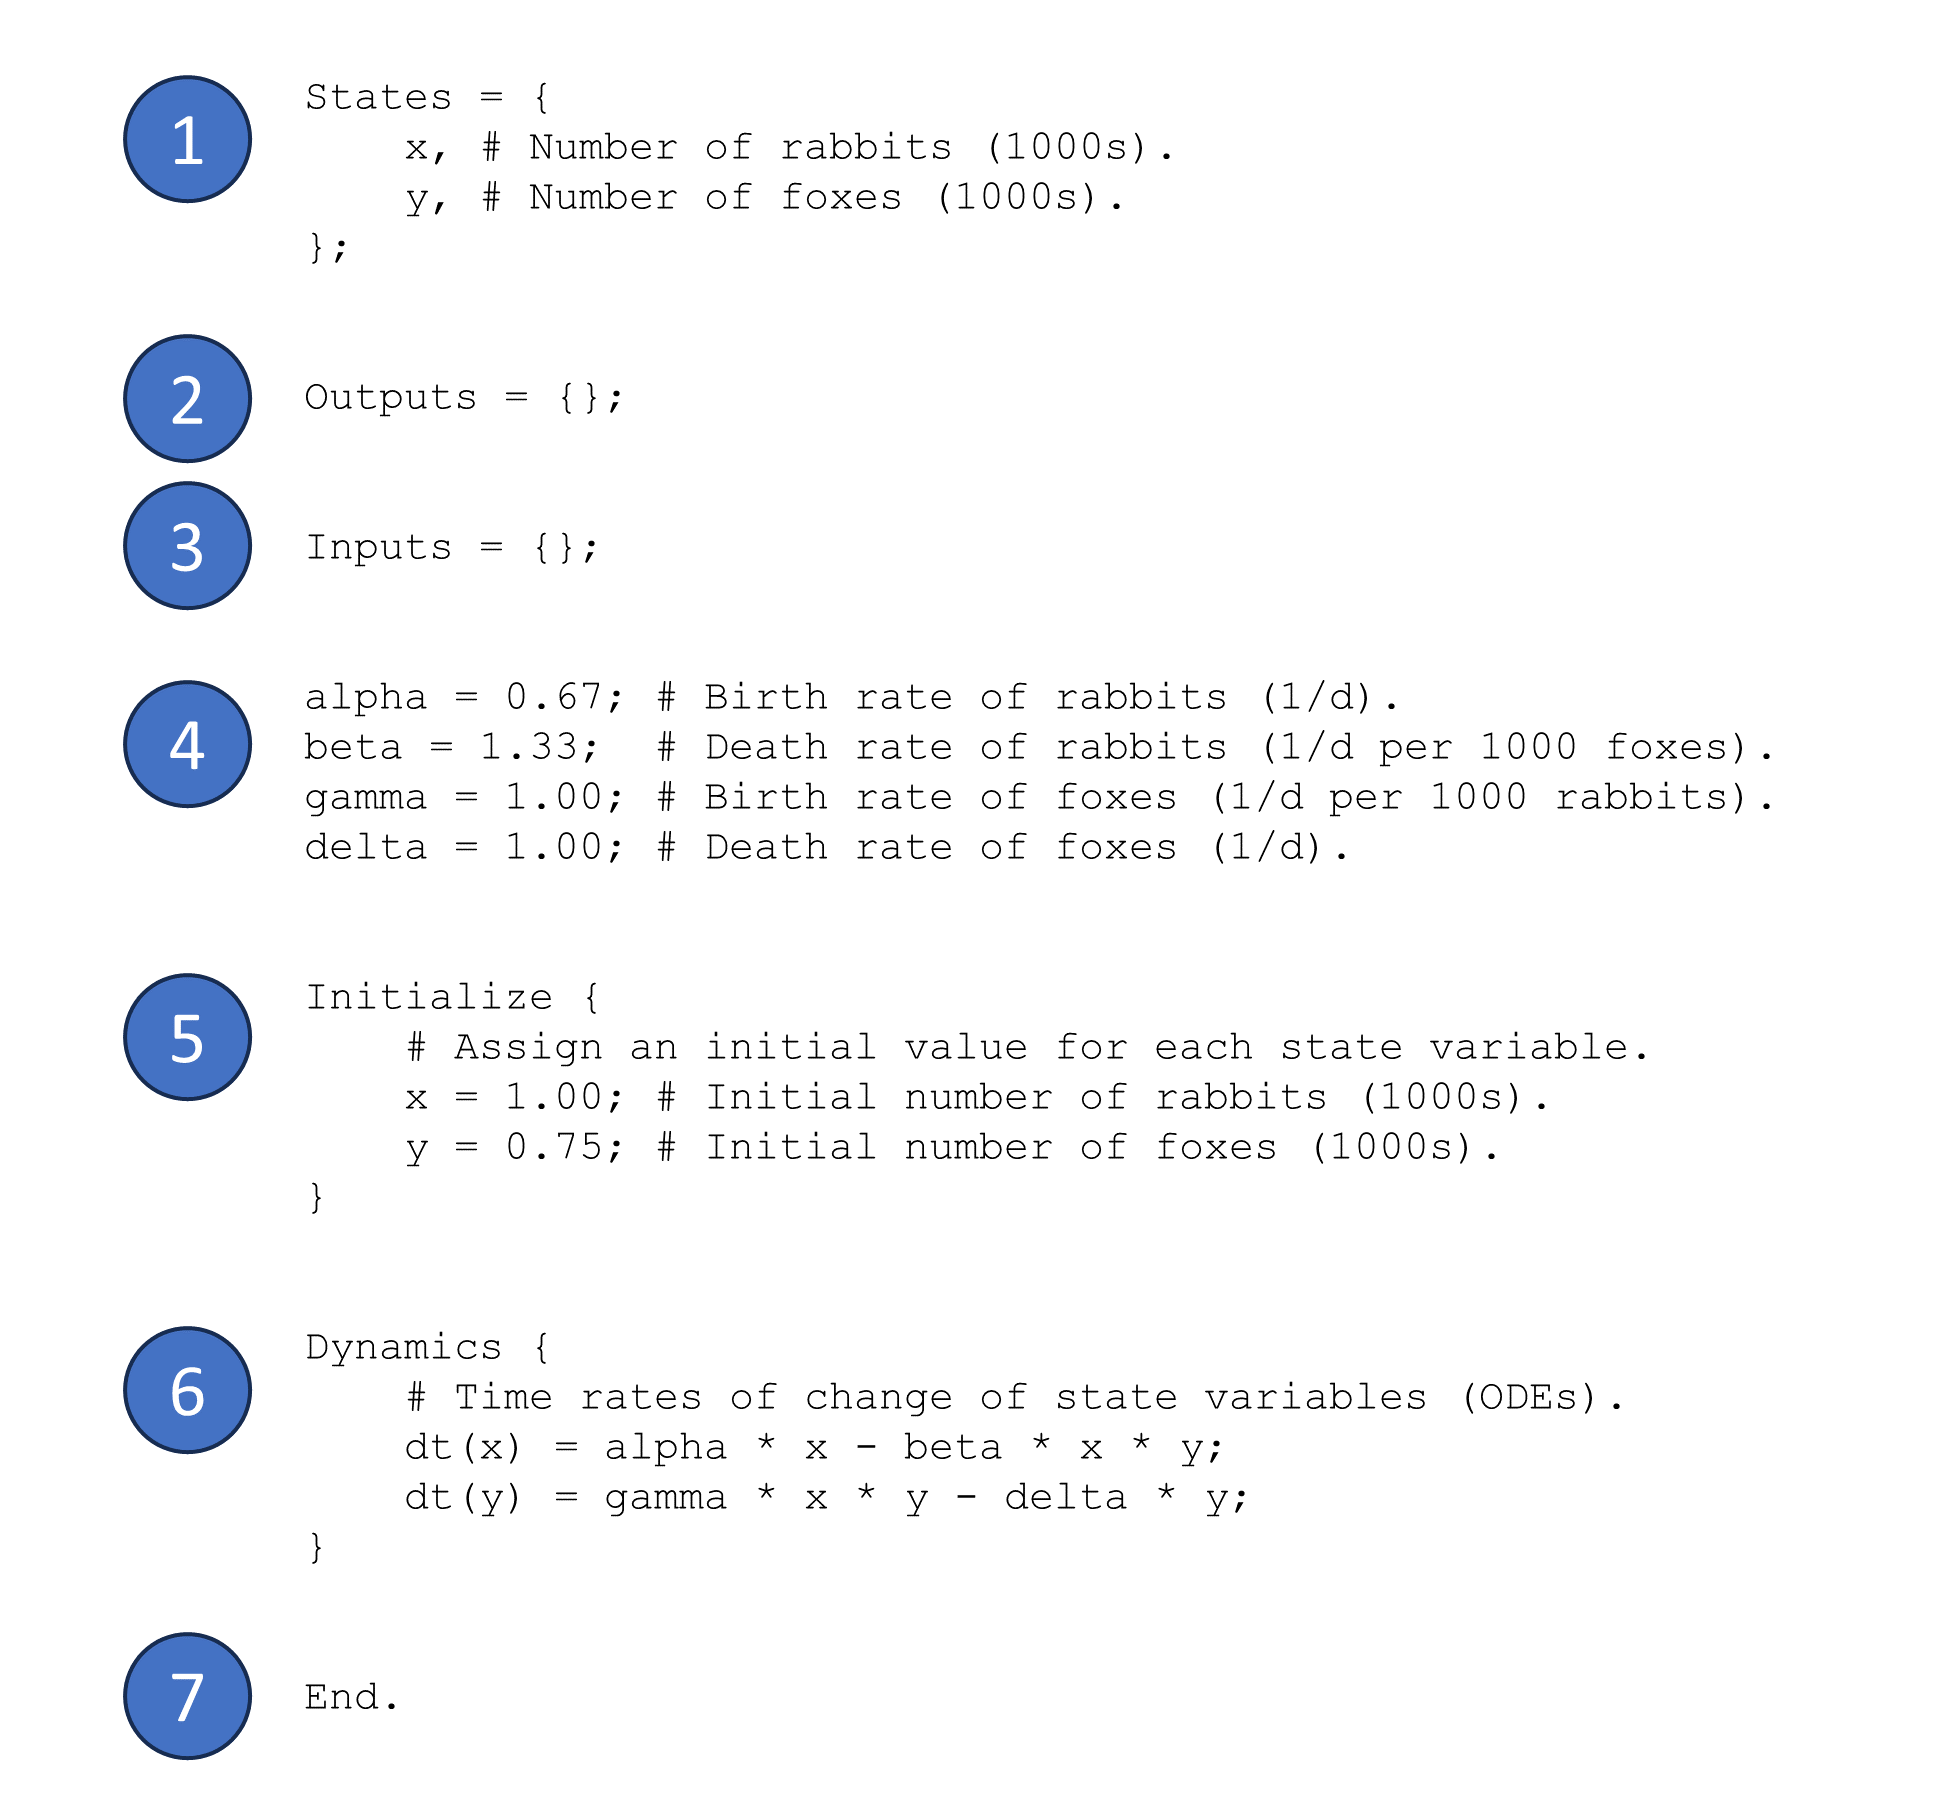 1
States = {
    x, # Number of rabbits (1000s).
    y, # Number of foxes (1000s).
};
2
Outputs = {};
3
Inputs = {};
4
alpha = 0.67; # Birth rate of rabbits (1/d).
beta = 1.33;  # Death rate of rabbits (1/d per 1000 foxes).
gamma = 1.00; # Birth rate of foxes (1/d per 1000 rabbits).
delta = 1.00; # Death rate of foxes (1/d).
5
Initialize {
    # Assign an initial value for each state variable.
    x = 1.00; # Initial number of rabbits (1000s).
    y = 0.75; # Initial number of foxes (1000s).
}
6
Dynamics {
    # Time rates of change of state variables (ODEs).
    dt(x) = alpha * x - beta * x * y;
    dt(y) = gamma * x * y - delta * y;
}
7
End.